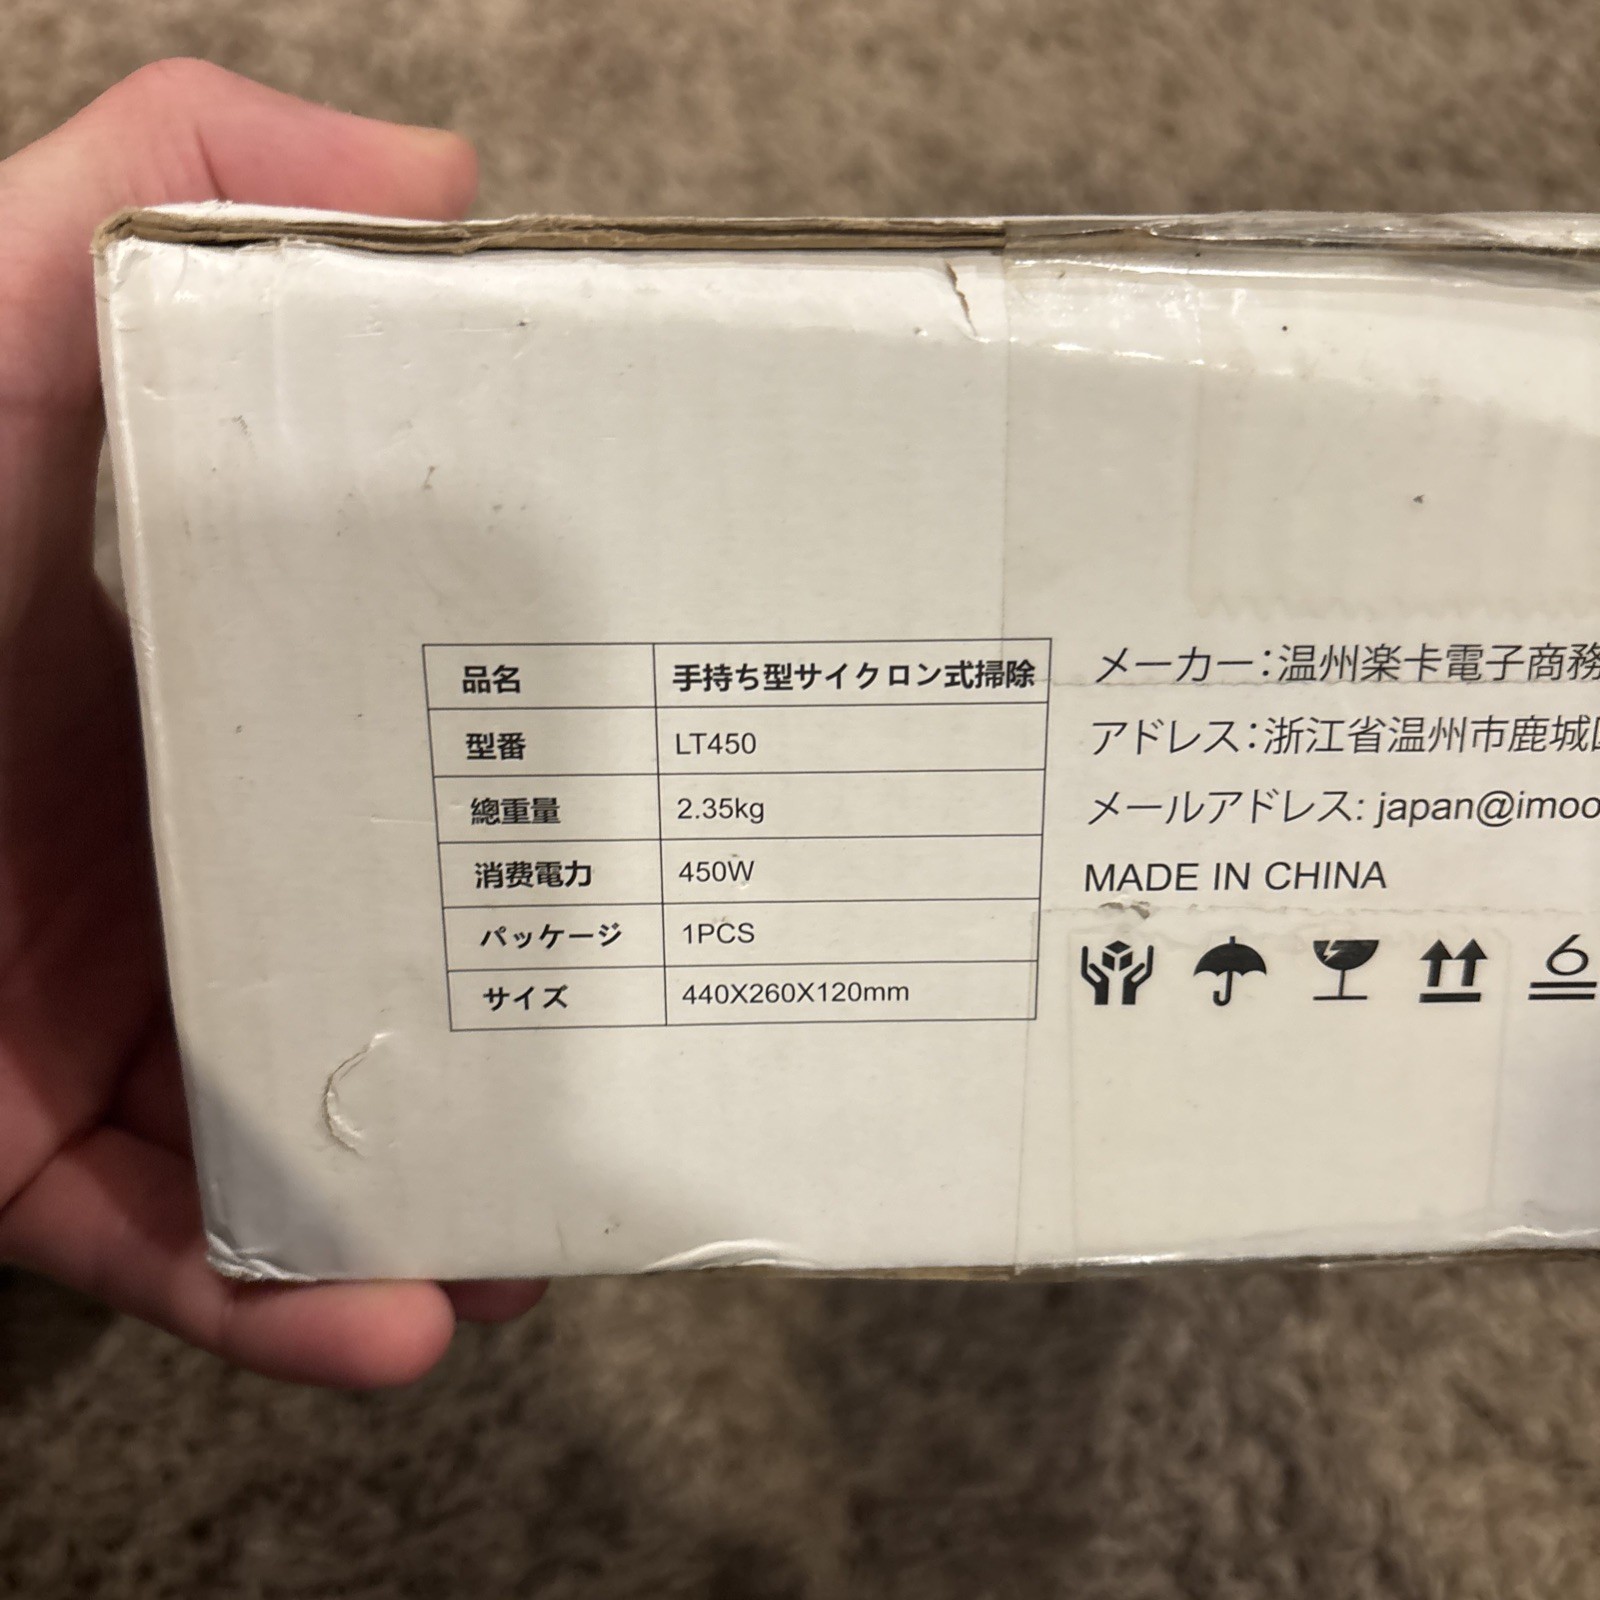 品名 手持ち型サイクロン式掃除
型番 LT450
總重量 2.35kg
消费電力 450W
パッケージ 1PCS
サイズ 440X260X120mm
メーカー:温州楽卡電子商務
アドレス:浙江省温州市鹿城
メールアドレス: japan@imoo
MADE IN CHINA
6